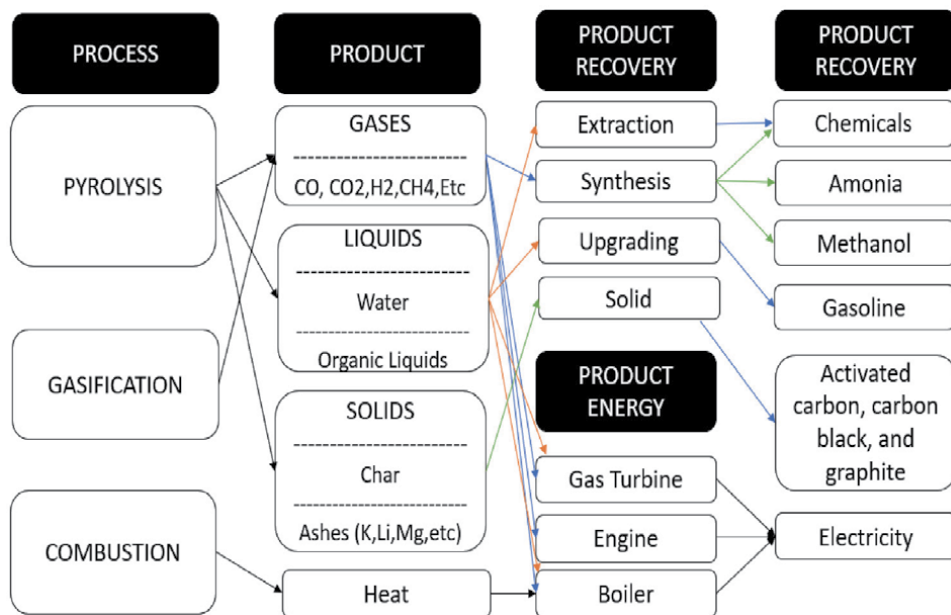 PROCESS
PRODUCT
PRODUCT
RECOVERY
PRODUCT
RECOVERY
PYROLYSIS
GASIFICATION
COMBUSTION
GASES
CO, CO2,H2,CH4,Etc
LIQUIDS
Water
Organic Liquids
SOLIDS
Char
Ashes (K,Li,Mg,etc)
Heat
Extraction
Synthesis
Upgrading
Solid
PRODUCT
ENERGY
Gas Turbine
Engine
Boiler
Chemicals
Amonia
Methanol
Gasoline
Activated
carbon, carbon
black, and
graphite
Electricity